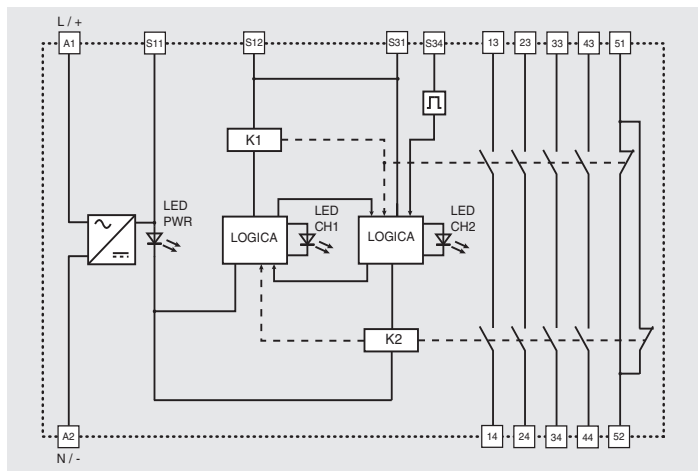 L / +
A1 S11 S12 S31 S34 13 23 33 43 51
K1
LED
PWR
LOGICA
LED
CH1
LOGICA
LED
CH2
K2
A2 14 24 34 44 52
N / -